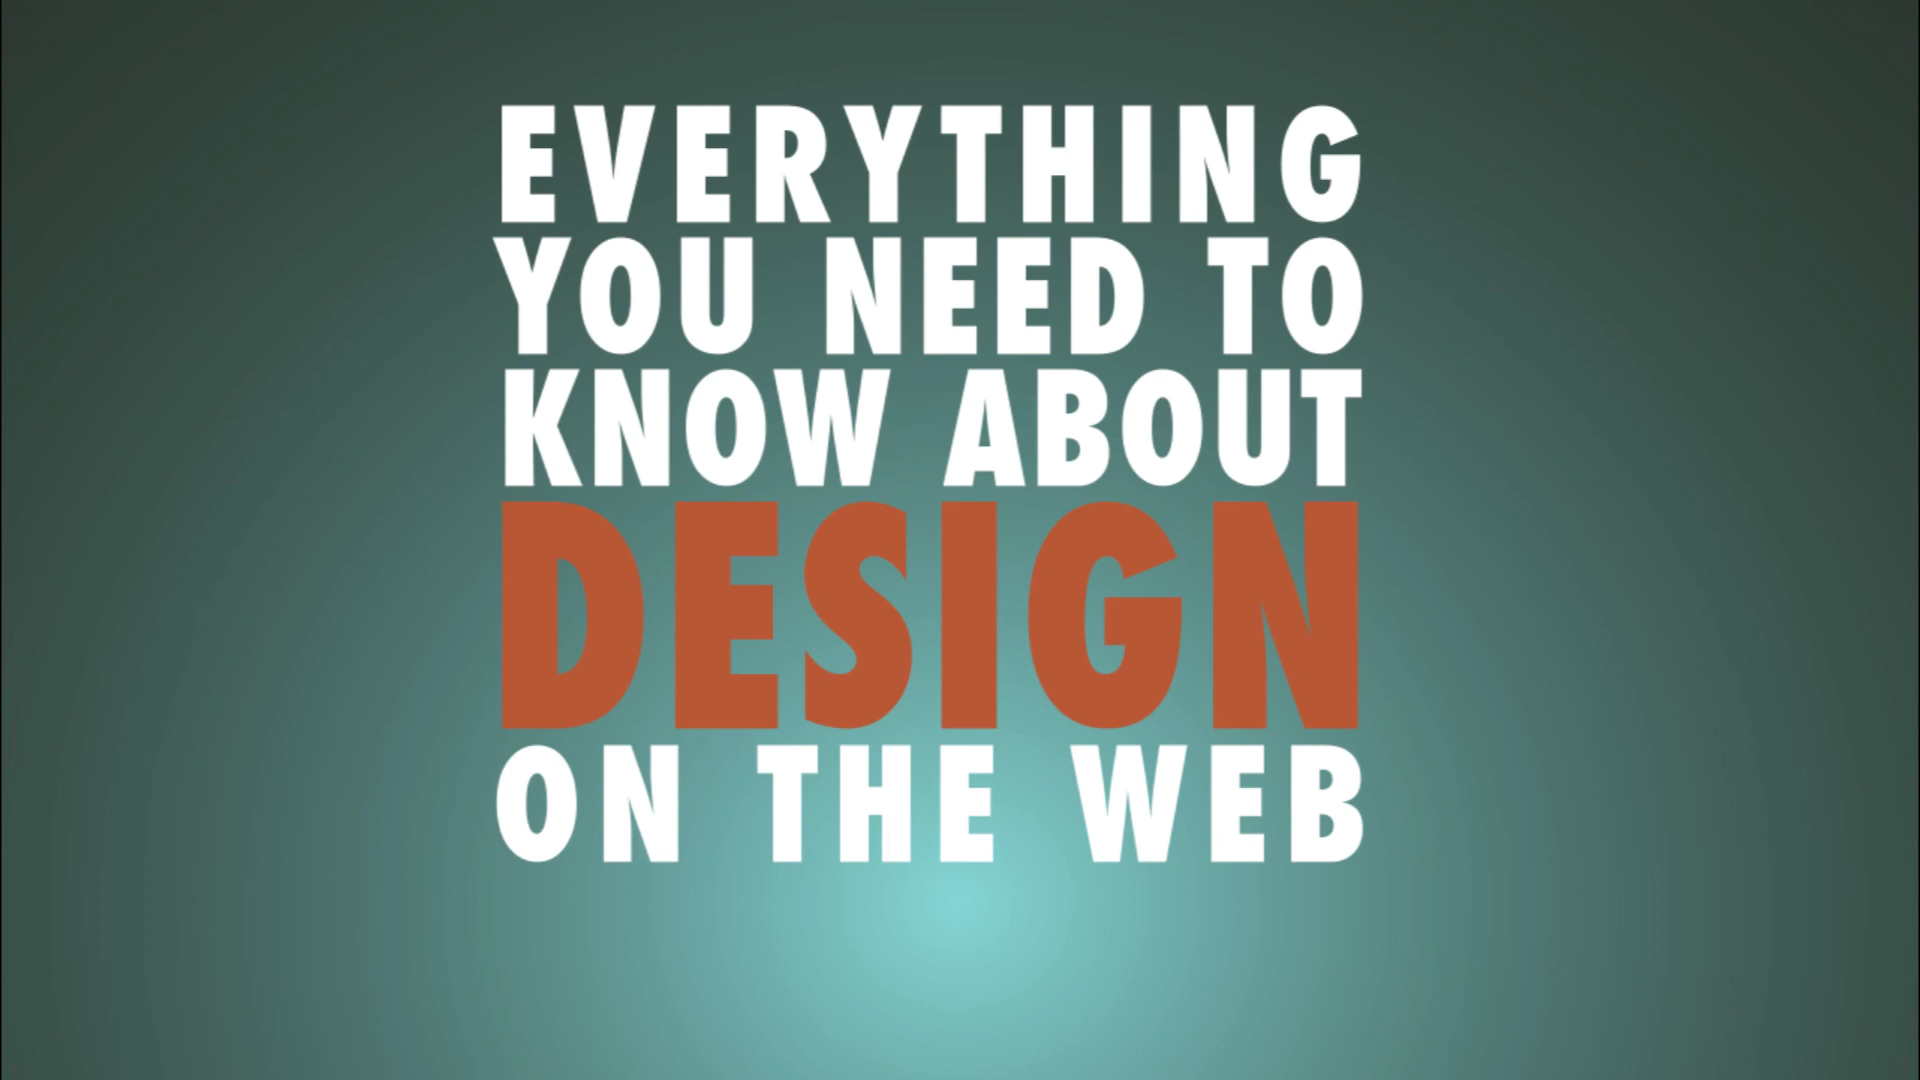 EVERYTHING
YOU NEED TO
KNOW ABOUT
DESIGN
ON THE WEB